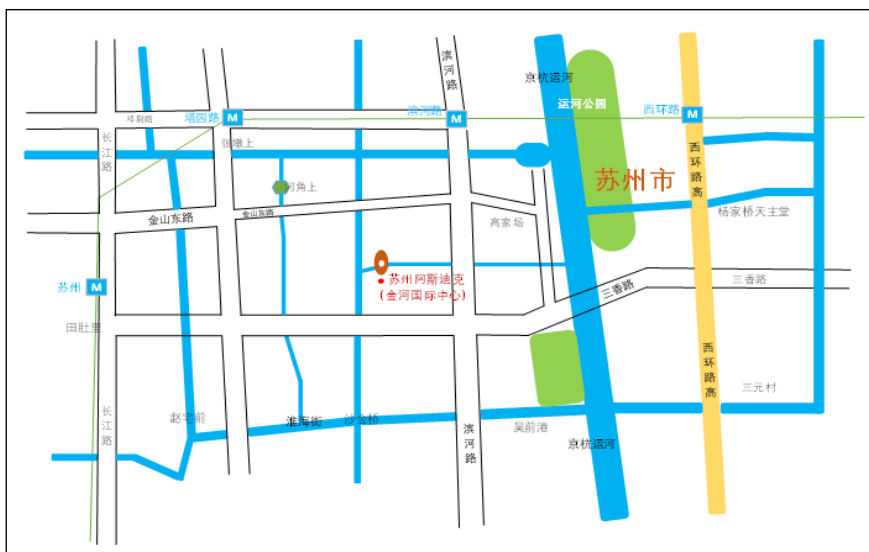 滨河路
京杭运河
运河公园
邓尉路
塔园路
M
滨河路
M
西环路
M
长江路
张墩上
西环路高
苏州市
河角上
金山东路
金山东路
高家场
杨家桥天主堂
苏州
M
苏州阿斯迪克
(金河国际中心)
三香路
三香路
田肚里
西环路高
三元村
长江路
赵宅前
淮海街
沙金桥
吴前港
滨河路
京杭运河